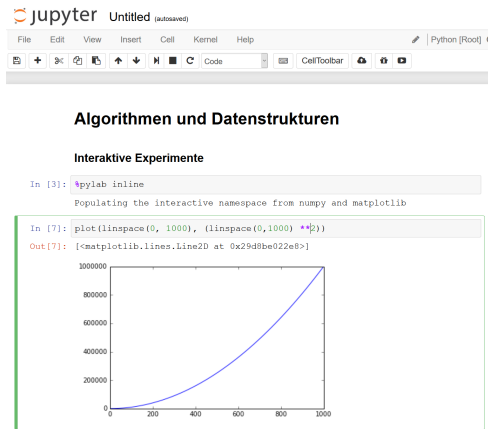 jupyter Untitled (autosaved)
File Edit View Insert Cell Kernel Help Python [Root]
Code CellToolbar
Algorithmen und Datenstrukturen
Interaktive Experimente
In [3]: %pylab inline
Populating the interactive namespace from numpy and matplotlib
In [7]: plot(linspace(0, 1000), (linspace(0,1000) **2))
Out[7]: [<matplotlib.lines.Line2D at 0x29d8be022e8>]
1000000
800000
600000
400000
200000
0
0 200 400 600 800 1000